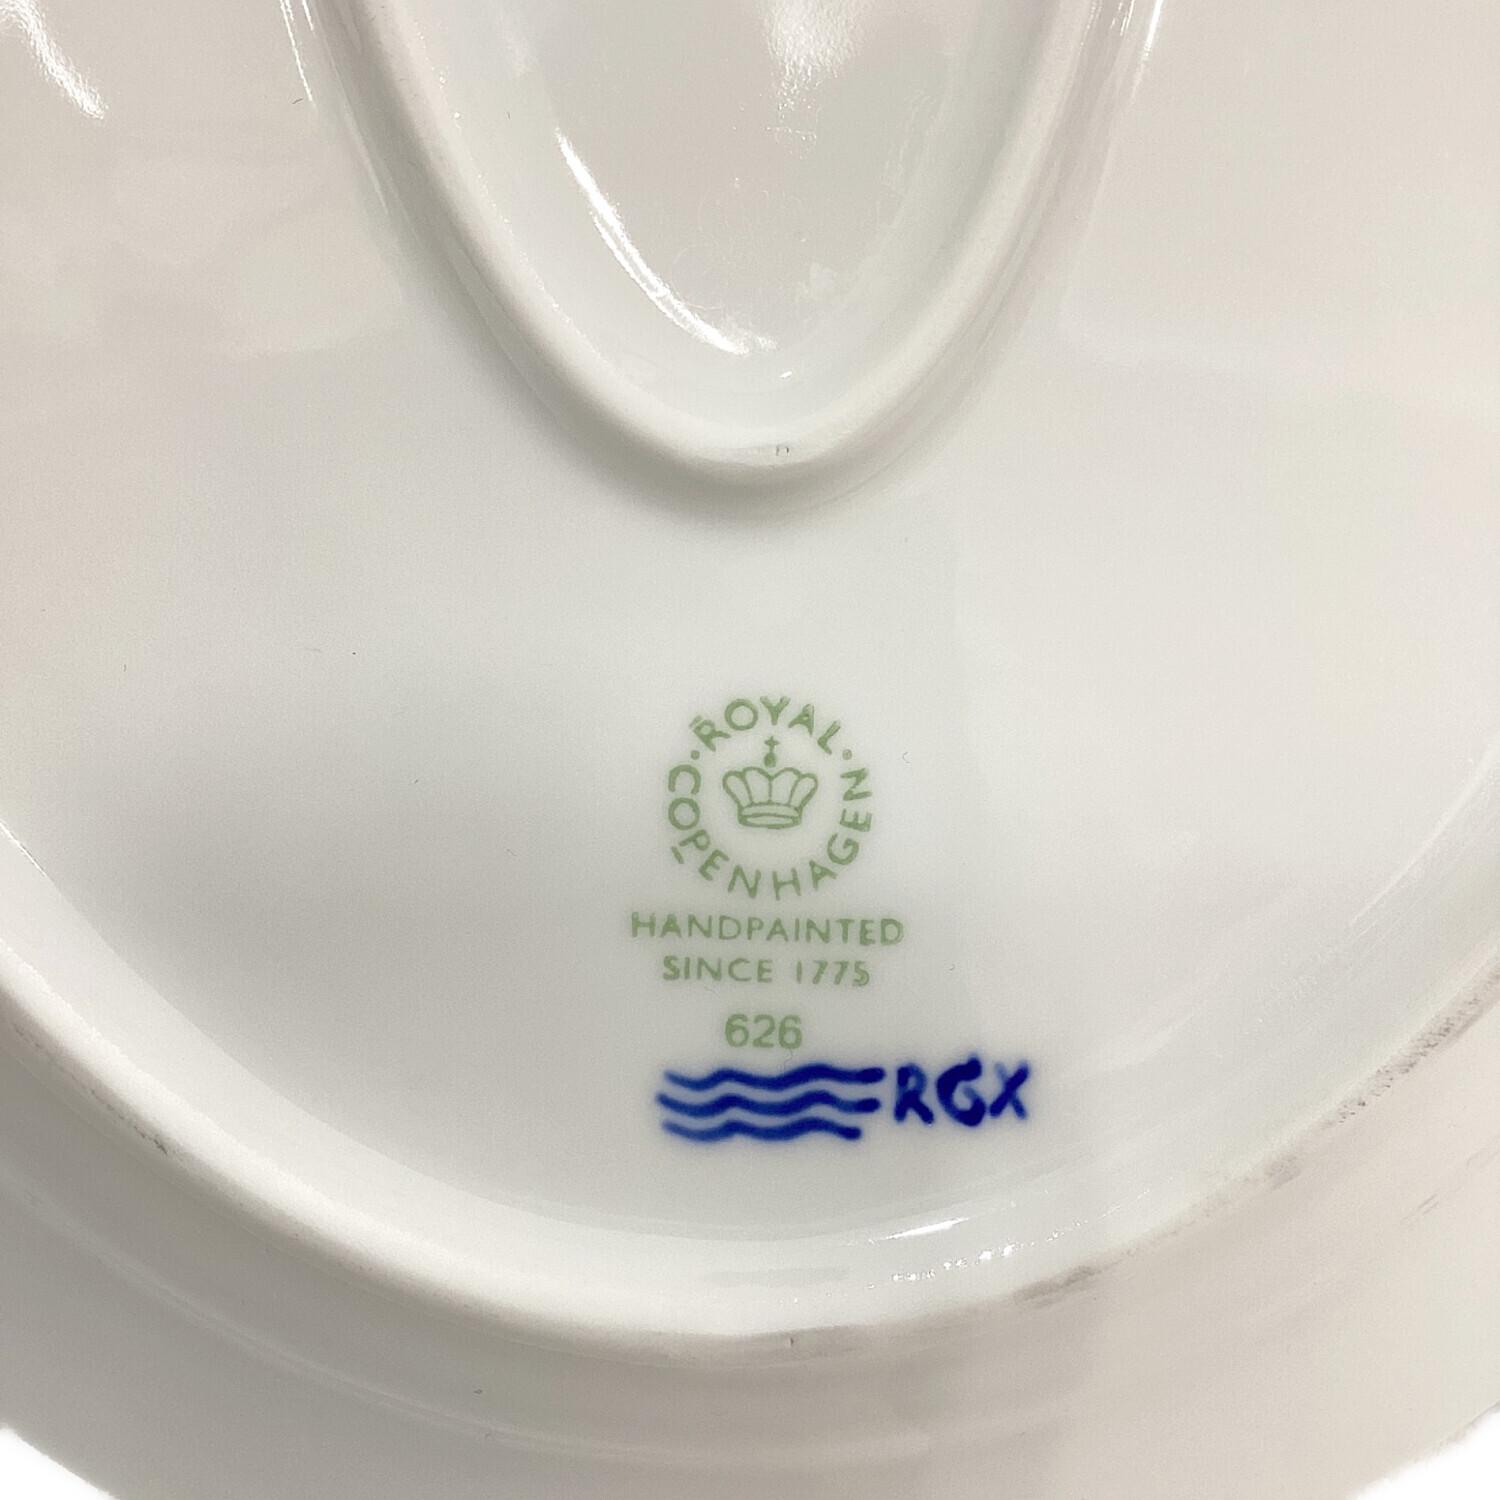 ROYAL
COPENHAGEN
HANDPAINTED
SINCE 1775
626
RGX